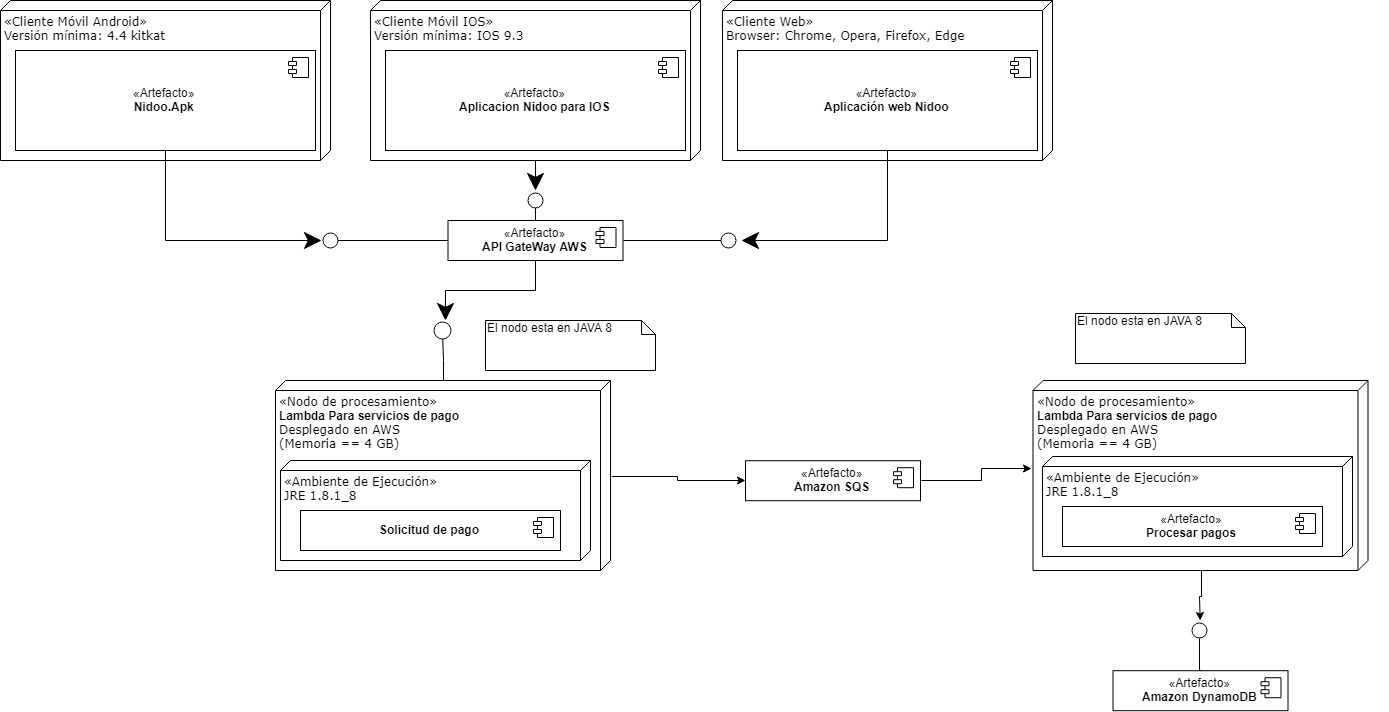 «Cliente Móvil Android»
Versión mínima: 4.4 kitkat
«Artefacto»
Nidoo.Apk
«Cliente Móvil IOS»
Versión mínima: IOS 9.3
«Artefacto»
Aplicacion Nidoo para IOS
«Cliente Web»
Browser: Chrome, Opera, Firefox, Edge
«Artefacto»
Aplicación web Nidoo
«Artefacto»
API GateWay AWS
El nodo esta en JAVA 8
El nodo esta en JAVA 8
«Nodo de procesamiento»
Lambda Para servicios de pago
Desplegado en AWS
(Memoria == 4 GB)
«Ambiente de Ejecución»
JRE 1.8.1_8
Solicitud de pago
«Artefacto»
Amazon SQS
«Nodo de procesamiento»
Lambda Para servicios de pago
Desplegado en AWS
(Memoria == 4 GB)
«Ambiente de Ejecución»
JRE 1.8.1_8
«Artefacto»
Procesar pagos
«Artefacto»
Amazon DynamoDB